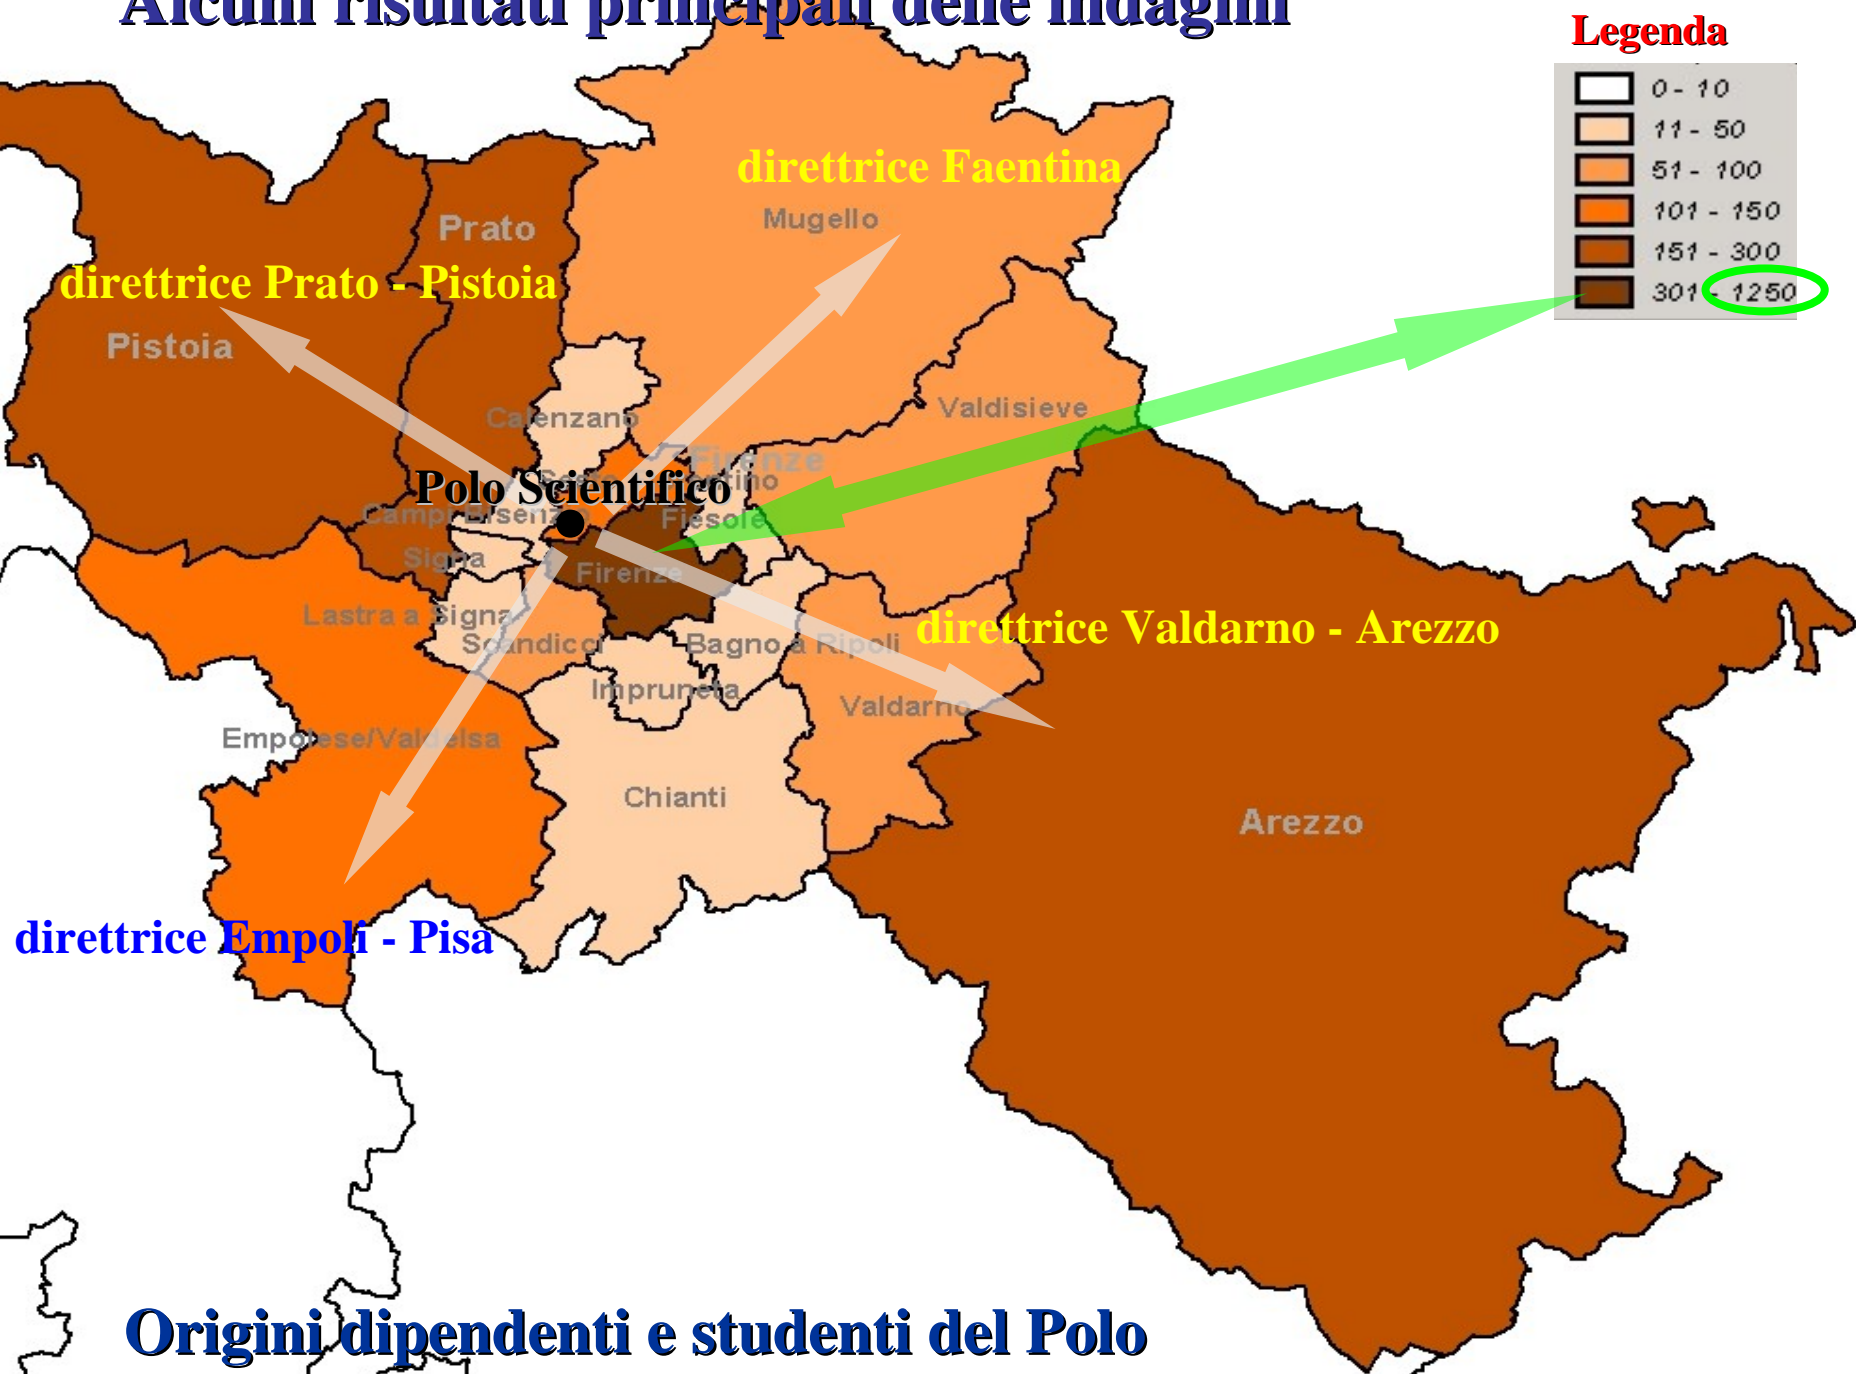 Alcuni risultati principali delle indagini
Legenda
0 - 10
11 - 50
51 - 100
101 - 150
151 - 300
301 - 1250
direttrice Faentina
Mugello
Prato
direttrice Prato - Pistoia
Pistoia
Calenzano
Valdisieve
Firenze
Polo Scientifico
Campi Bisenzio
Fiesole
Signa
Firenze
Lastra a Signa
Scandicci
Bagno a Ripoli
direttrice Valdarno - Arezzo
Impruneta
Valdarno
Empolese/Valdelsa
Chianti
Arezzo
direttrice Empoli - Pisa
Origini dipendenti e studenti del Polo